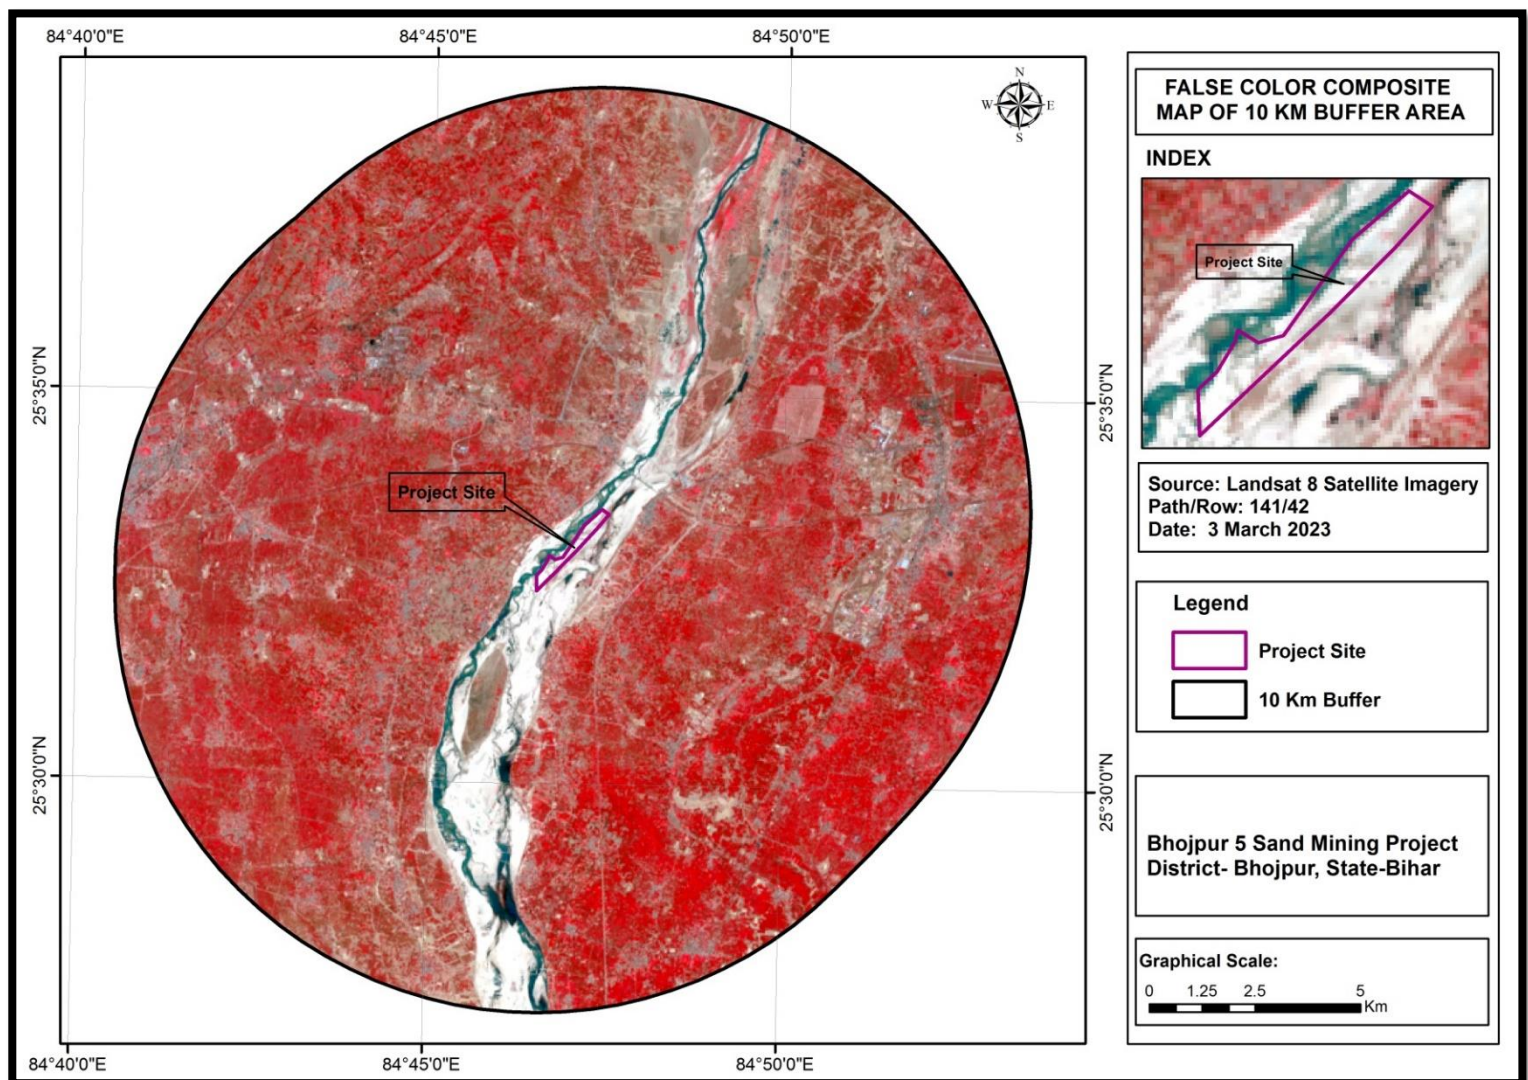 84°40'0"E
84°45'0"E
84°50'0"E
N
W
E
S
25°35'0"N
25°30'0"N
25°35'0"N
25°30'0"N
Project Site
84°40'0"E
84°45'0"E
84°50'0"E
FALSE COLOR COMPOSITE
MAP OF 10 KM BUFFER AREA
INDEX
Project Site
Source: Landsat 8 Satellite Imagery
Path/Row: 141/42
Date: 3 March 2023
Legend
Project Site
10 Km Buffer
Bhojpur 5 Sand Mining Project
District- Bhojpur, State-Bihar
Graphical Scale:
0 1.25 2.5 5
Km